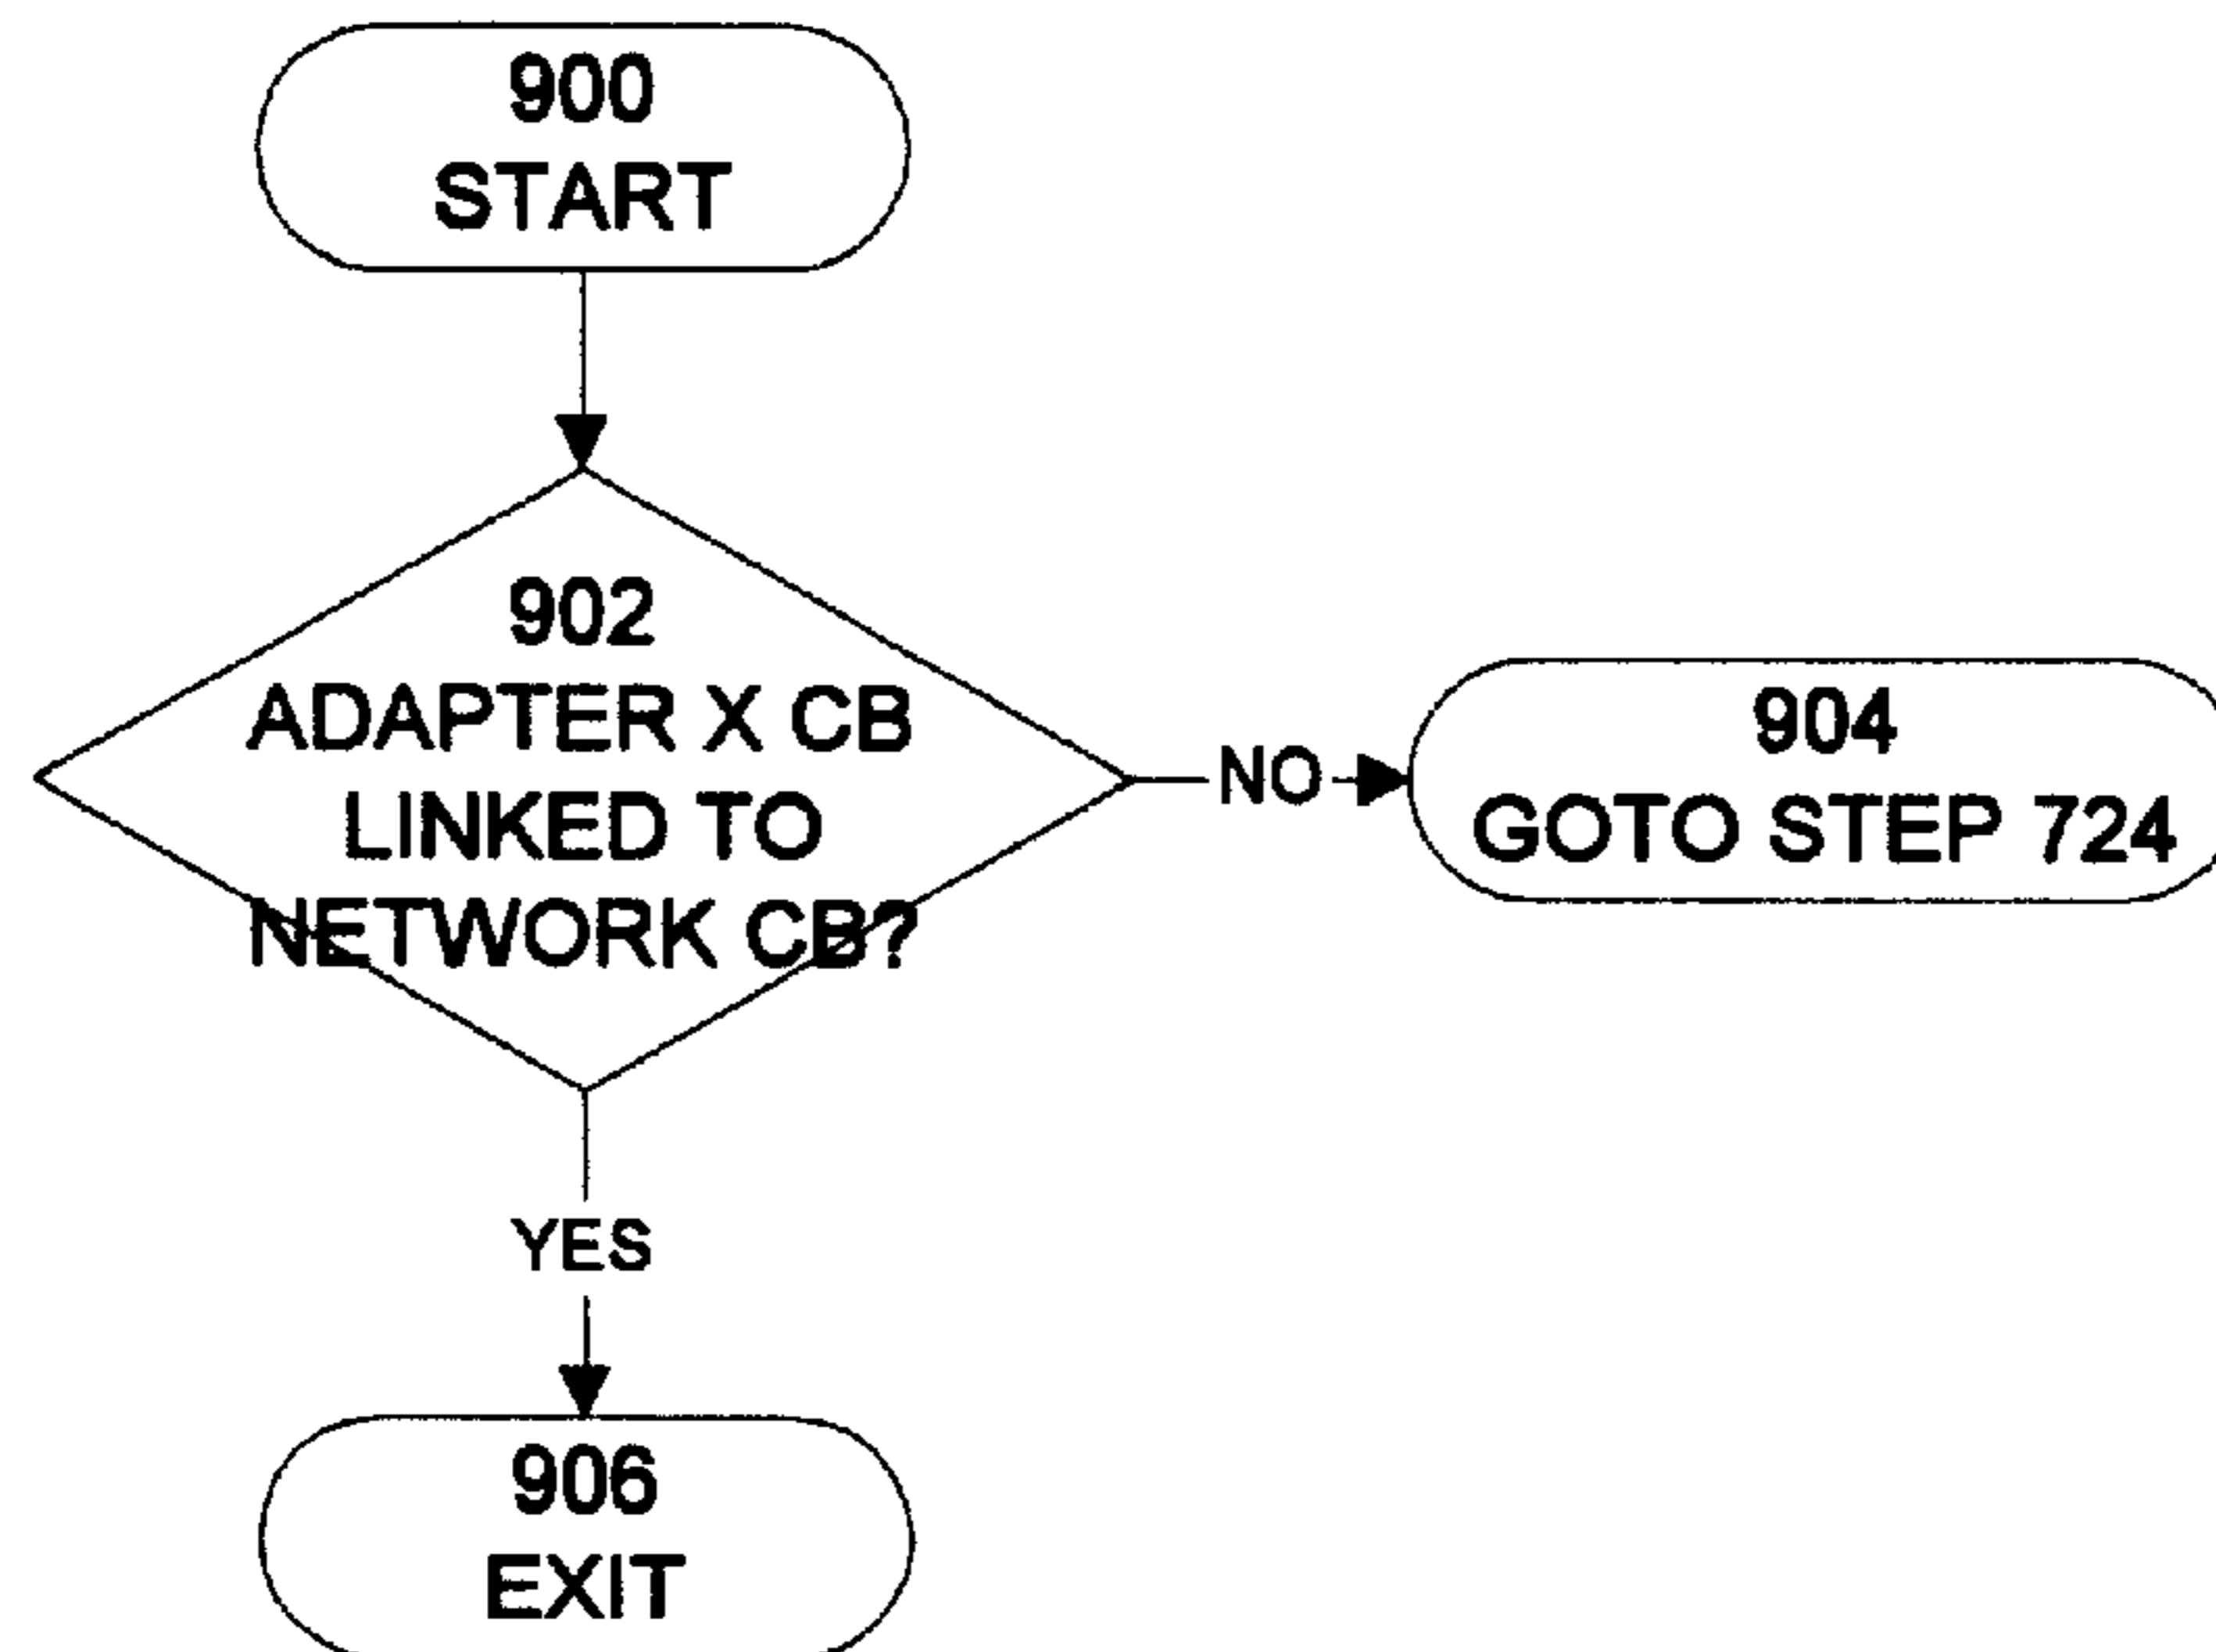 900
START
902
ADAPTER X CB
LINKED TO
NETWORK CB?
NO
904
GOTO STEP 724
YES
906
EXIT